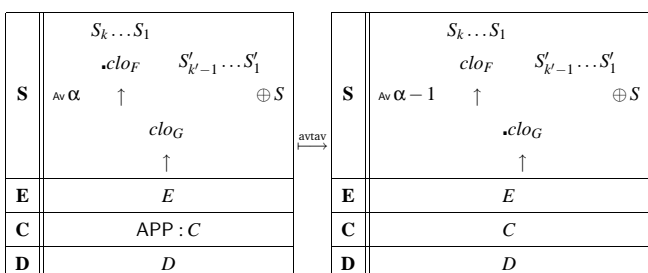 S_k … S_1 S_k … S_1
.clo_F S'_{k'−1} … S'_1 clo_F S'_{k'−1} … S'_1
S Av α ↑ ⊕ S S Av α − 1 ↑ ⊕ S
clo_G .clo_G
avtav
↦
↑ ↑
E E E E
C APP : C C C
D D D D